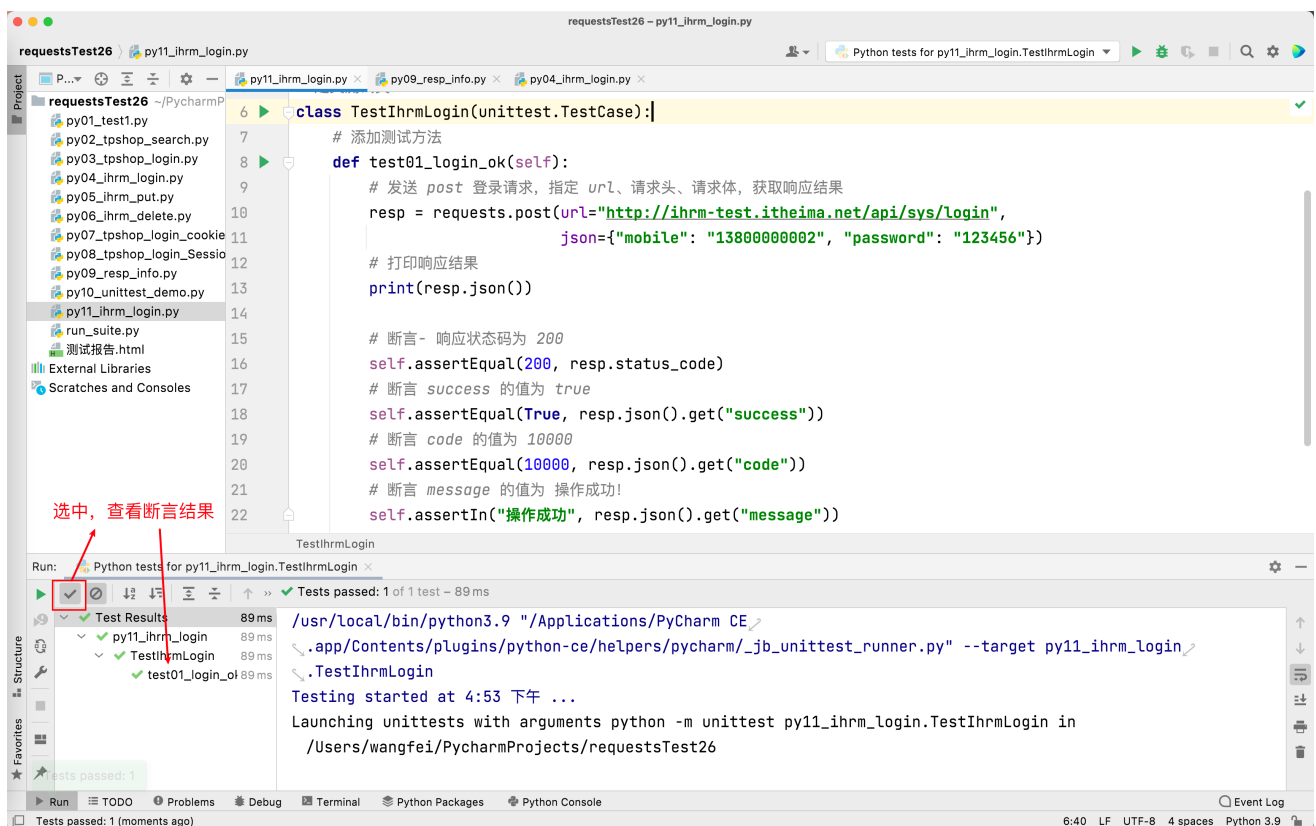 requestsTest26 – py11_ihrm_login.py
requestsTest26 〉 py11_ihrm_login.py
Python tests for py11_ihrm_login.TestIhrmLogin
Project
P...
py11_ihrm_login.py
py09_resp_info.py
py04_ihrm_login.py
requestsTest26 ~/PycharmP
py01_test1.py
py02_tpshop_search.py
py03_tpshop_login.py
py04_ihrm_login.py
py05_ihrm_put.py
py06_ihrm_delete.py
py07_tpshop_login_cookie
py08_tpshop_login_Sessio
py09_resp_info.py
py10_unittest_demo.py
py11_ihrm_login.py
run_suite.py
测试报告.html
External Libraries
Scratches and Consoles
6 class TestIhrmLogin(unittest.TestCase):
7 # 添加测试方法
8 def test01_login_ok(self):
9 # 发送 post 登录请求，指定 url、请求头、请求体，获取响应结果
10 resp = requests.post(url="http://ihrm-test.itheima.net/api/sys/login",
11 json={"mobile": "13800000002", "password": "123456"})
12 # 打印响应结果
13 print(resp.json())
14
15 # 断言- 响应状态码为 200
16 self.assertEqual(200, resp.status_code)
17 # 断言 success 的值为 true
18 self.assertEqual(True, resp.json().get("success"))
19 # 断言 code 的值为 10000
20 self.assertEqual(10000, resp.json().get("code"))
21 # 断言 message 的值为 操作成功！
22 self.assertIn("操作成功", resp.json().get("message"))
TestIhrmLogin
选中，查看断言结果
Run: Python tests for py11_ihrm_login.TestIhrmLogin
Tests passed: 1 of 1 test – 89 ms
Test Results 89 ms
py11_ihrm_login 89 ms
TestIhrmLogin 89 ms
test01_login_ok 89 ms
/usr/local/bin/python3.9 "/Applications/PyCharm CE
.app/Contents/plugins/python-ce/helpers/pycharm/_jb_unittest_runner.py" --target py11_ihrm_login
.TestIhrmLogin
Testing started at 4:53 下午 ...
Launching unittests with arguments python -m unittest py11_ihrm_login.TestIhrmLogin in
/Users/wangfei/PycharmProjects/requestsTest26
Structure
Favorites
Tests passed: 1
Run TODO Problems Debug Terminal Python Packages Python Console Event Log
Tests passed: 1 (moments ago) 6:40 LF UTF-8 4 spaces Python 3.9